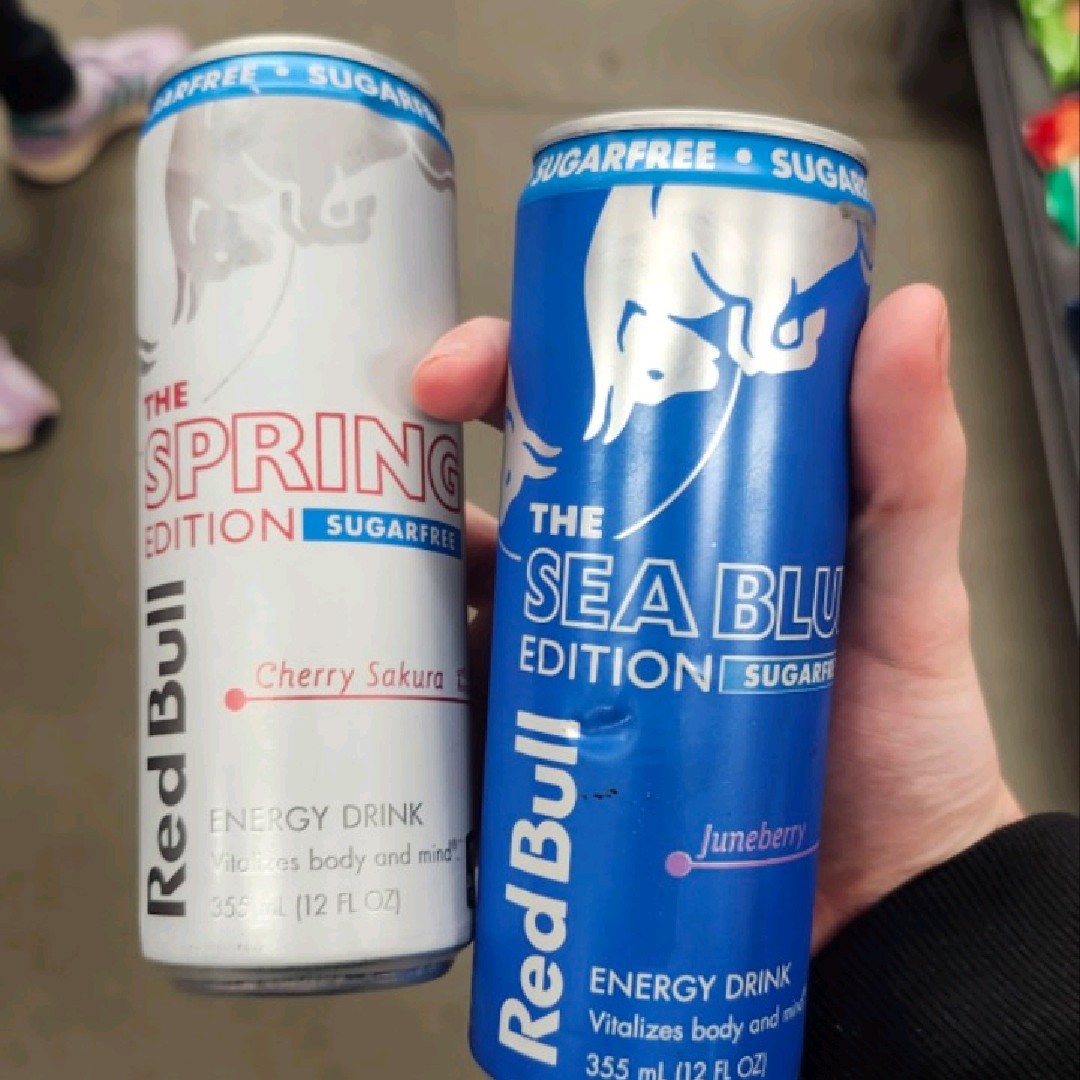 ARFREE • SUGARFR
THE
SPRING
EDITION SUGARFREE
Red Bull
Cherry Sakura
ENERGY DRINK
Vitalizes body and mind®.
355 mL (12 FL OZ)
SUGARFREE • SUGAR
THE
SEA BLU
EDITION SUGARFR
Red Bull
Juneberry
ENERGY DRINK
Vitalizes body and mind
355 mL (12 FL OZ)